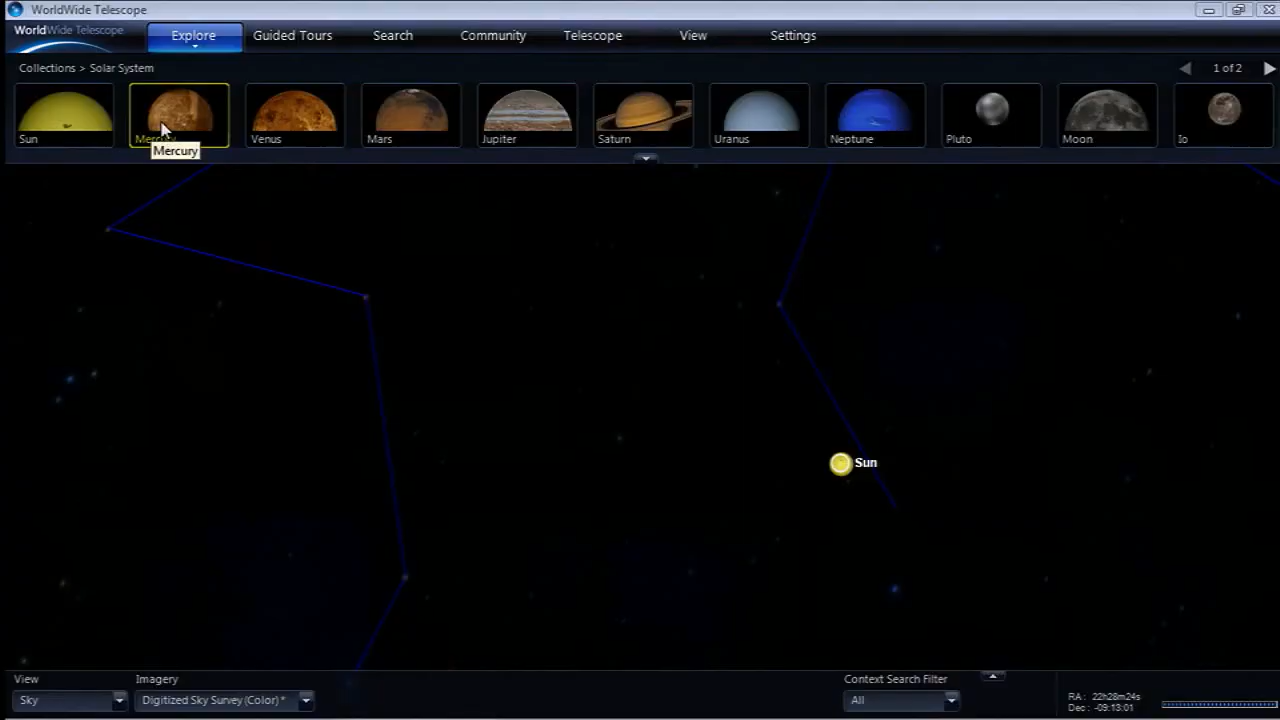 WorldWide Telescope
WorldWide Telescope
Explore
Guided Tours
Search
Community
Telescope
View
Settings
Collections > Solar System
1 of 2
Sun
Mercury
Venus
Mars
Jupiter
Saturn
Uranus
Neptune
Pluto
Moon
Io
Mercury
Sun
View
Imagery
Context Search Filter
Sky
Digitized Sky Survey (Color) *
All
RA : 22h28m24s
Dec : -09:13:01